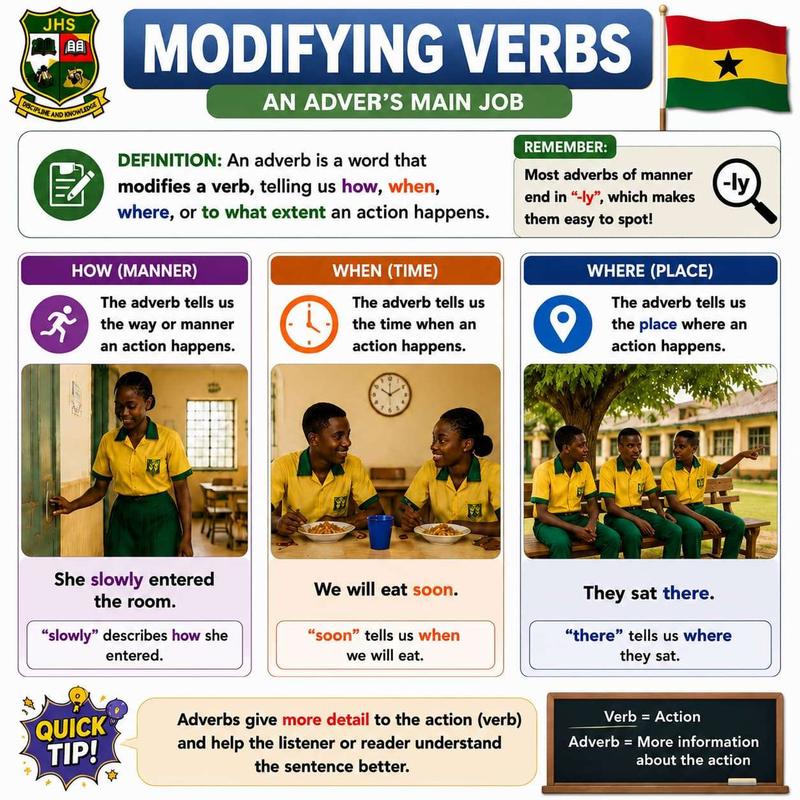 JHS
DISCIPLINE AND KNOWLEDGE
MODIFYING VERBS
AN ADVER'S MAIN JOB
DEFINITION: An adverb is a word that
modifies a verb, telling us how, when,
where, or to what extent an action happens.
REMEMBER:
Most adverbs of manner
end in "-ly", which makes
them easy to spot!
-ly
HOW (MANNER)
The adverb tells us
the way or manner
an action happens.
She slowly entered
the room.
"slowly" describes how she
entered.
WHEN (TIME)
The adverb tells us
the time when an
action happens.
We will eat soon.
"soon" tells us when
we will eat.
WHERE (PLACE)
The adverb tells us
the place where an
action happens.
They sat there.
"there" tells us where
they sat.
QUICK
TIP!
Adverbs give more detail to the action (verb)
and help the listener or reader understand
the sentence better.
Verb = Action
Adverb = More information
about the action